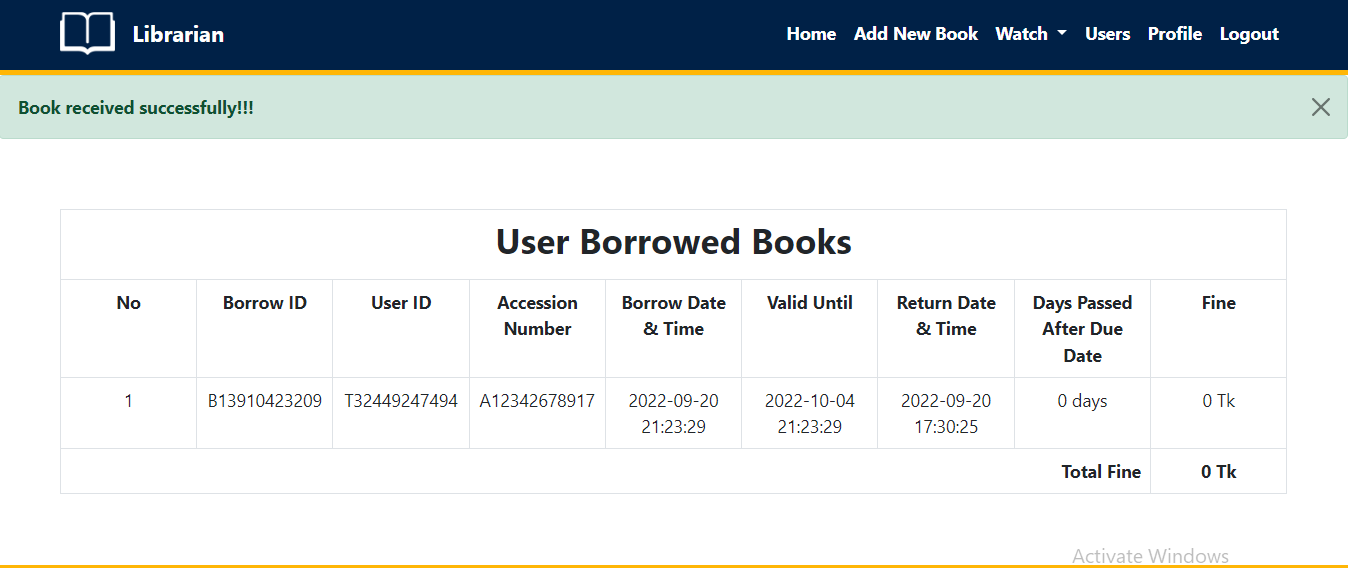 Librarian
Home Add New Book Watch Users Profile Logout
Book received successfully!!!
User Borrowed Books
No Borrow ID User ID Accession Number Borrow Date & Time Valid Until Return Date & Time Days Passed After Due Date Fine
1 B13910423209 T32449247494 A12342678917 2022-09-20 21:23:29 2022-10-04 21:23:29 2022-09-20 17:30:25 0 days 0 Tk
Total Fine 0 Tk
Activate Windows